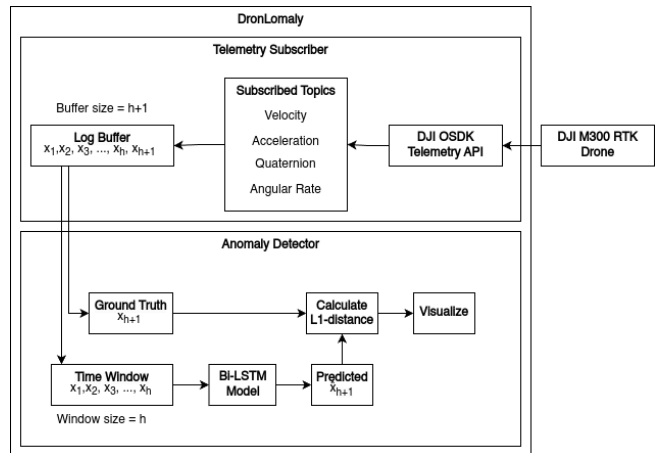 DronLomaly
Telemetry Subscriber
Buffer size = h+1
Log Buffer
x1,x2, x3, ..., xh, xh+1
Subscribed Topics
Velocity
Acceleration
Quaternion
Angular Rate
DJI OSDK
Telemetry API
DJI M300 RTK
Drone
Anomaly Detector
Ground Truth
xh+1
Calculate
L1-distance
Visualize
Time Window
x1,x2, x3, ..., xh
Window size = h
BI-LSTM
Model
Predicted
x̂h+1